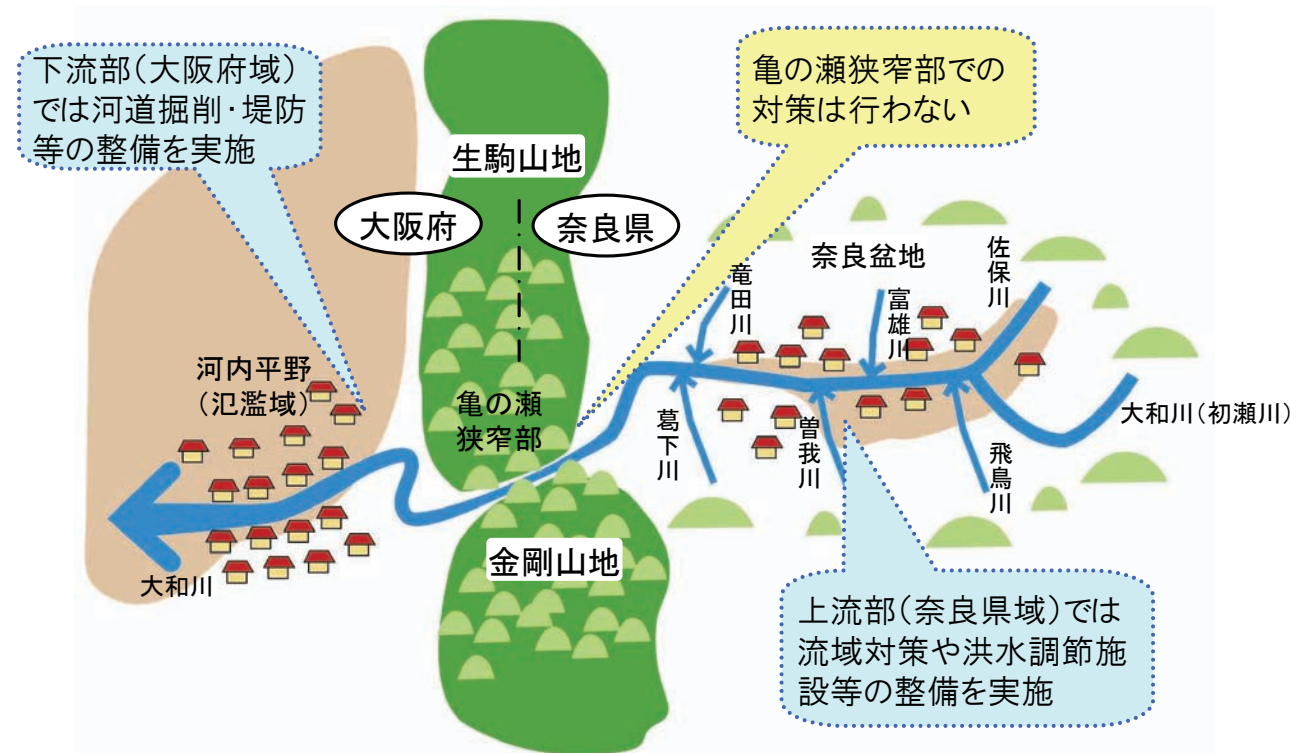 下流部(大阪府域)
では河道掘削・堤防
等の整備を実施
亀の瀬狭窄部での
対策は行わない
生駒山地
大阪府
奈良県
奈良盆地
佐保川
竜田川
富雄川
河内平野
(氾濫域)
亀の瀬
狭窄部
葛下川
曽我川
飛鳥川
大和川(初瀬川)
金剛山地
大和川
上流部(奈良県域)では
流域対策や洪水調節施
設等の整備を実施